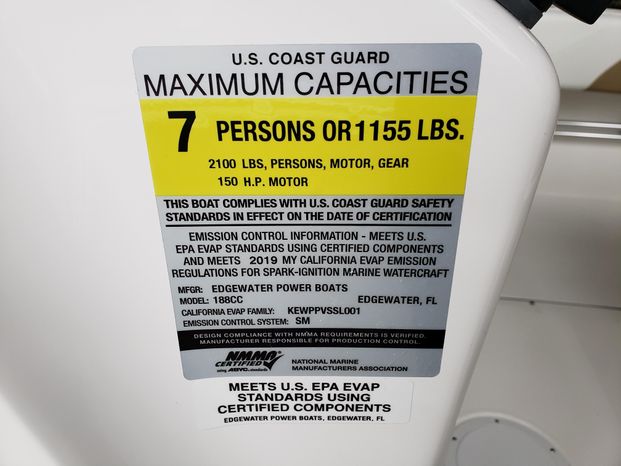 U.S. COAST GUARD
MAXIMUM CAPACITIES
7 PERSONS OR 1155 LBS.
2100 LBS, PERSONS, MOTOR, GEAR
150 H.P. MOTOR
THIS BOAT COMPLIES WITH U.S. COAST GUARD SAFETY
STANDARDS IN EFFECT ON THE DATE OF CERTIFICATION
EMISSION CONTROL INFORMATION - MEETS U.S.
EPA EVAP STANDARDS USING CERTIFIED COMPONENTS
AND MEETS 2019 MY CALIFORNIA EVAP EMISSION
REGULATIONS FOR SPARK-IGNITION MARINE WATERCRAFT
MFGR: EDGEWATER POWER BOATS
MODEL: 188CC EDGEWATER, FL
CALIFORNIA EVAP FAMILY: KEWPPVSSL001
EMISSION CONTROL SYSTEM: SM
DESIGN COMPLIANCE WITH NMMA REQUIREMENTS IS VERIFIED.
MANUFACTURER RESPONSIBLE FOR PRODUCTION CONTROL.
NMMA
CERTIFIED
using ABYC standards
NATIONAL MARINE
MANUFACTURERS ASSOCIATION
MEETS U.S. EPA EVAP
STANDARDS USING
CERTIFIED COMPONENTS
EDGEWATER POWER BOATS, EDGEWATER, FL